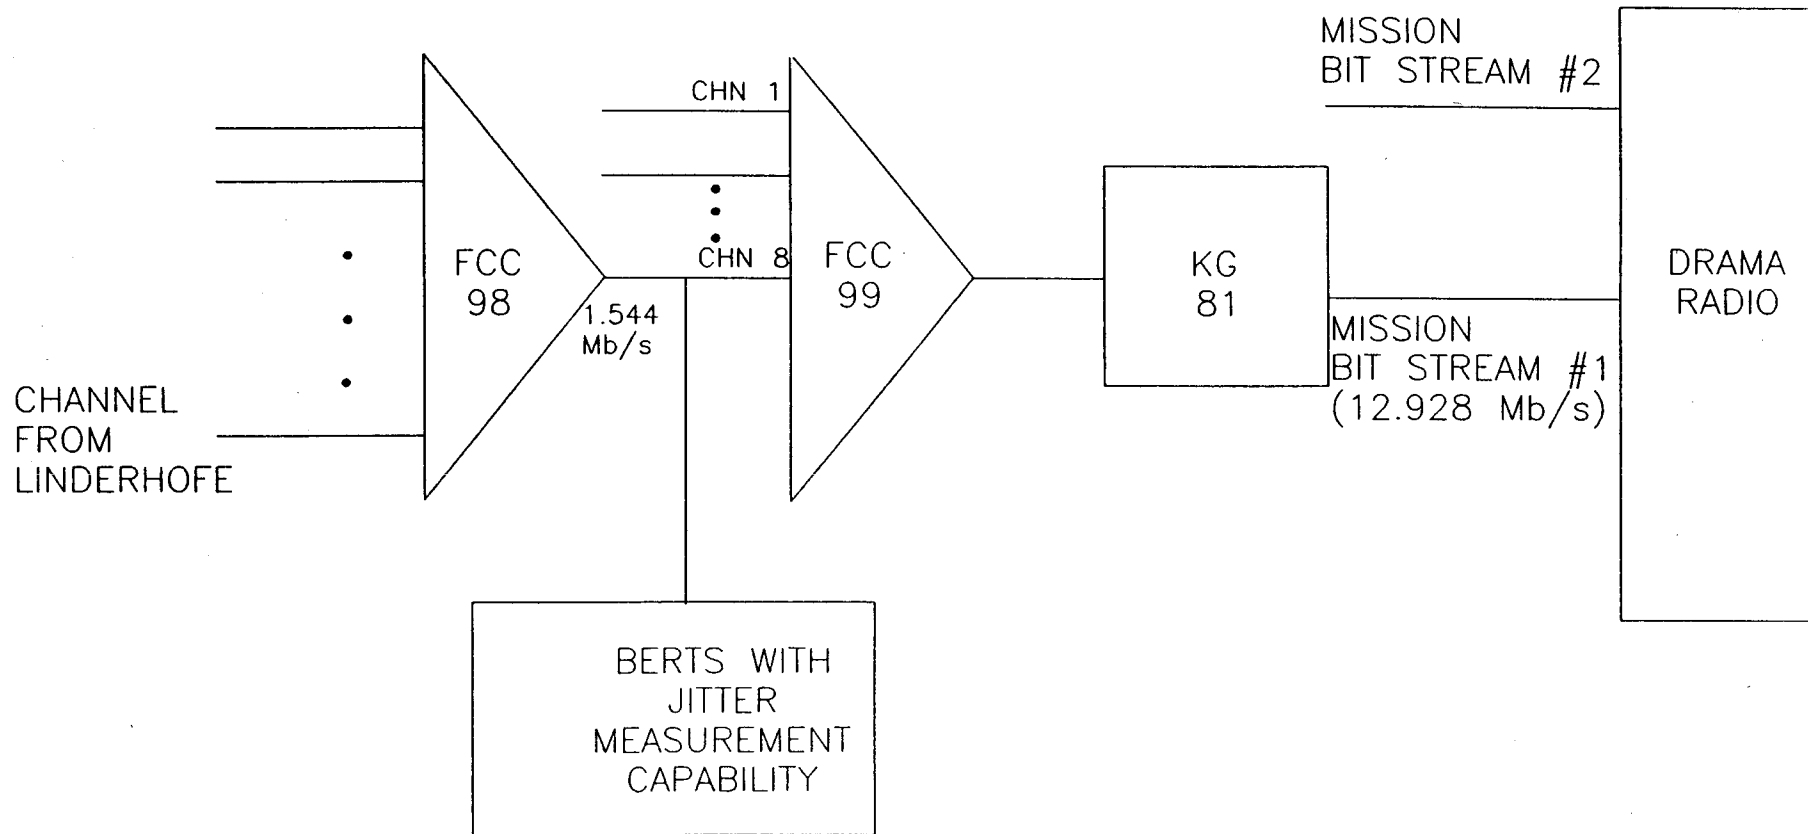 MISSION
BIT STREAM #2
CHN 1
CHN 8
FCC
98
FCC
99
KG
81
DRAMA
RADIO
1.544
Mb/s
MISSION
BIT STREAM #1
(12.928 Mb/s)
CHANNEL
FROM
LINDERHOFE
BERTS WITH
JITTER
MEASUREMENT
CAPABILITY